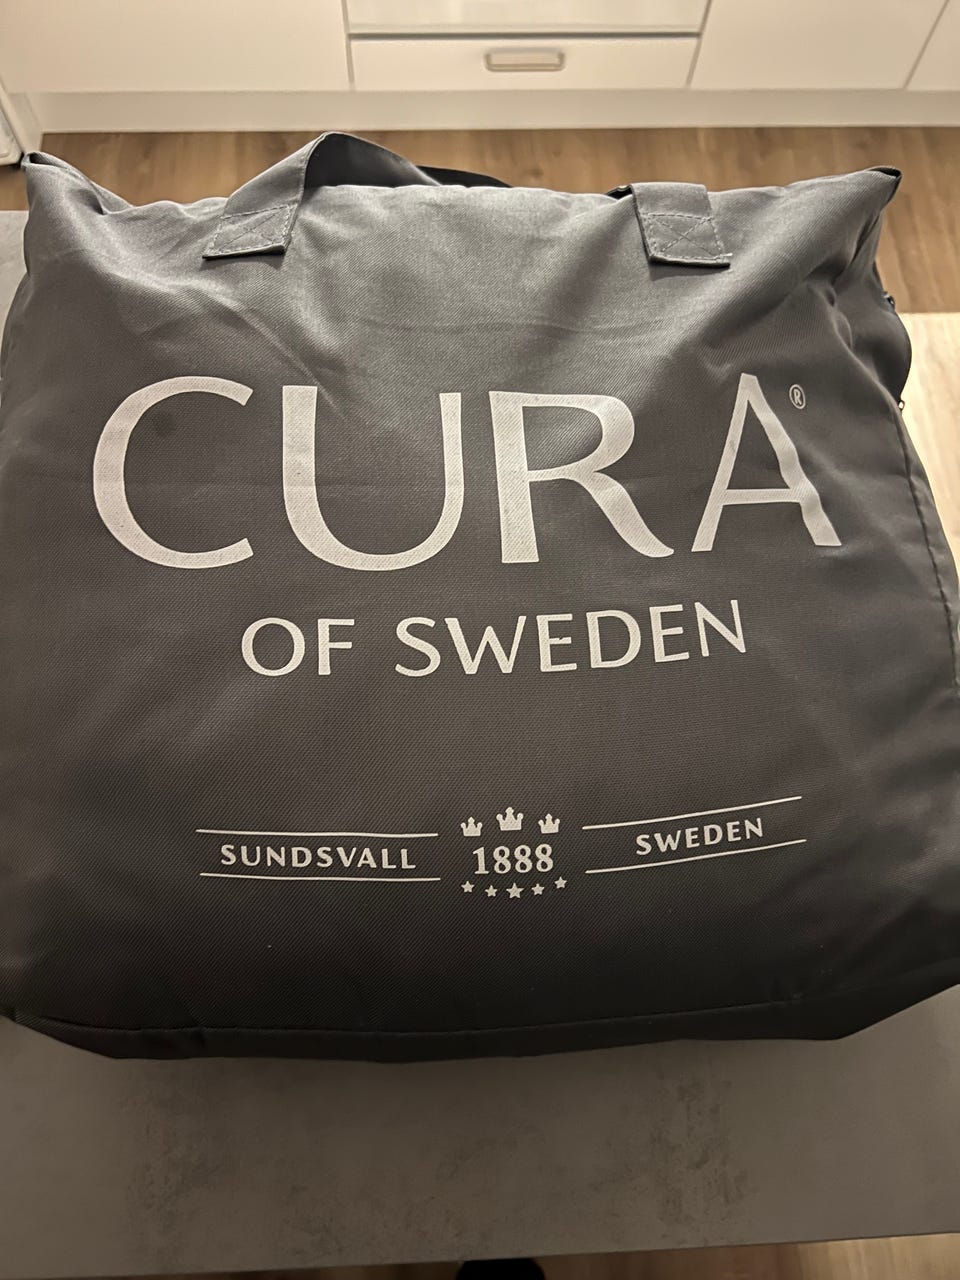 CURA®
OF SWEDEN
SUNDSVALL 1888 SWEDEN